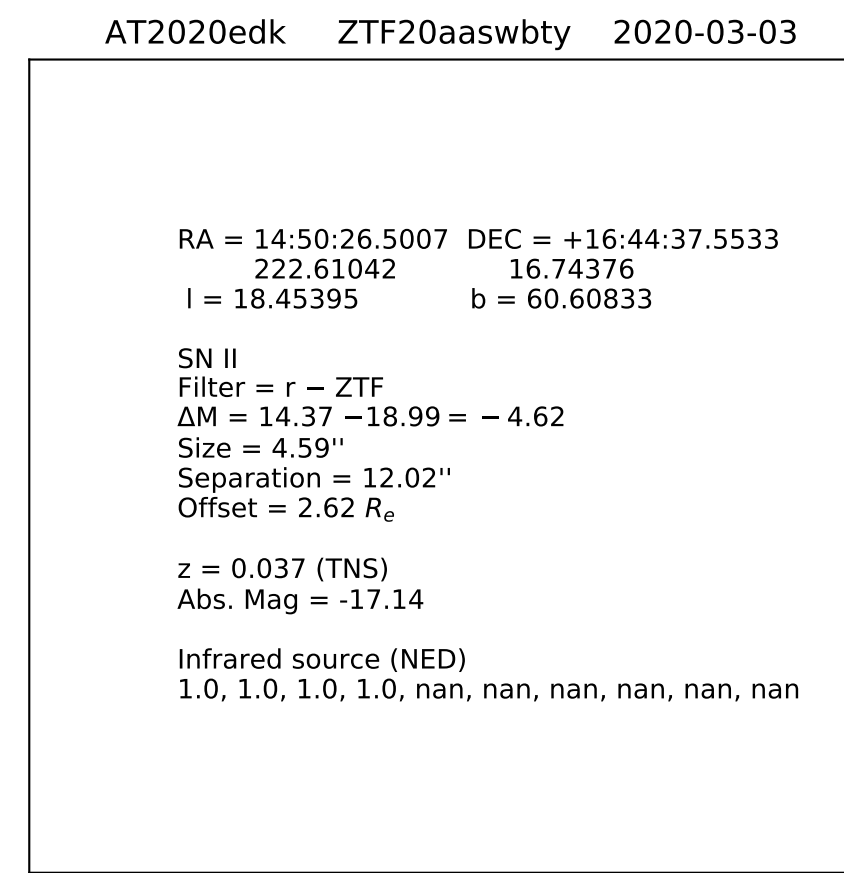 AT2020edk ZTF20aaswbty 2020-03-03
RA = 14:50:26.5007 DEC = +16:44:37.5533
222.61042 16.74376
l = 18.45395 b = 60.60833
SN II
Filter = r − ZTF
ΔM = 14.37 −18.99 = − 4.62
Size = 4.59''
Separation = 12.02''
Offset = 2.62 Rₑ
z = 0.037 (TNS)
Abs. Mag = -17.14
Infrared source (NED)
1.0, 1.0, 1.0, 1.0, nan, nan, nan, nan, nan, nan